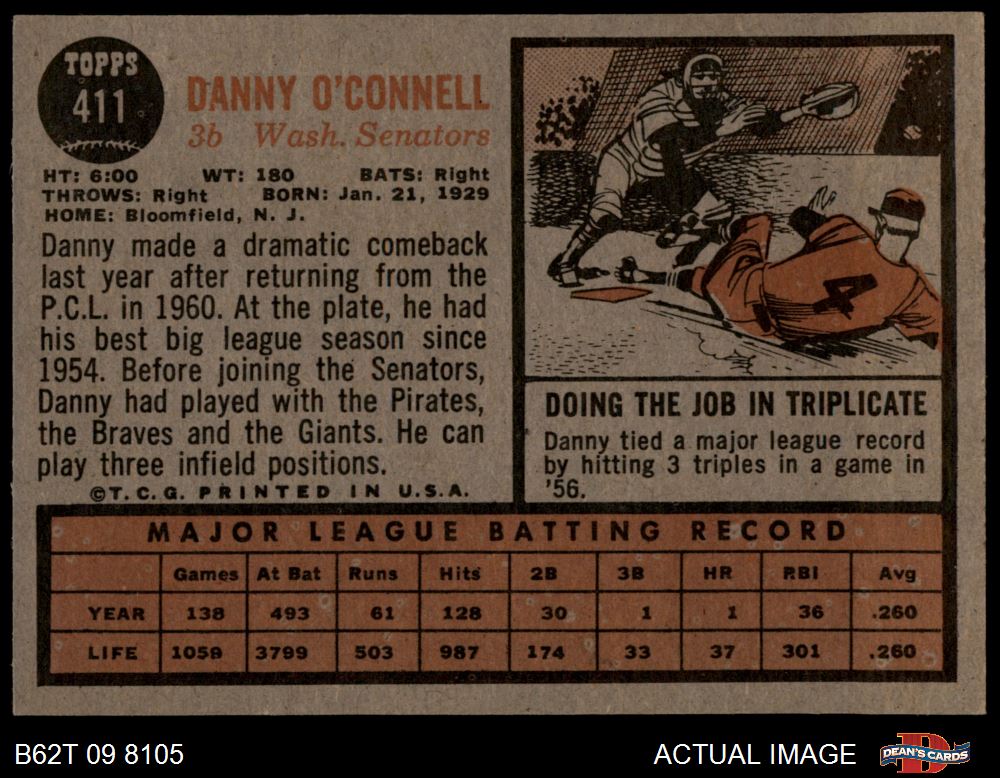 TOPPS
411
DANNY O'CONNELL
3b Wash. Senators
HT: 6:00 WT: 180 BATS: Right
THROWS: Right BORN: Jan. 21, 1929
HOME: Bloomfield, N. J.
Danny made a dramatic comeback
last year after returning from the
P.C.L. in 1960. At the plate, he had
his best big league season since
1954. Before joining the Senators,
Danny had played with the Pirates,
the Braves and the Giants. He can
play three infield positions.
©T.C.G. PRINTED IN U.S.A.
4
DOING THE JOB IN TRIPLICATE
Danny tied a major league record
by hitting 3 triples in a game in
'56.
MAJOR LEAGUE BATTING RECORD
Games At Bat Runs Hits 2B 3B HR RBI Avg
YEAR 138 493 61 128 30 1 1 36 .260
LIFE 1059 3799 503 987 174 33 37 301 .260
B62T 09 8105
ACTUAL IMAGE
D
DEAN'S CARDS